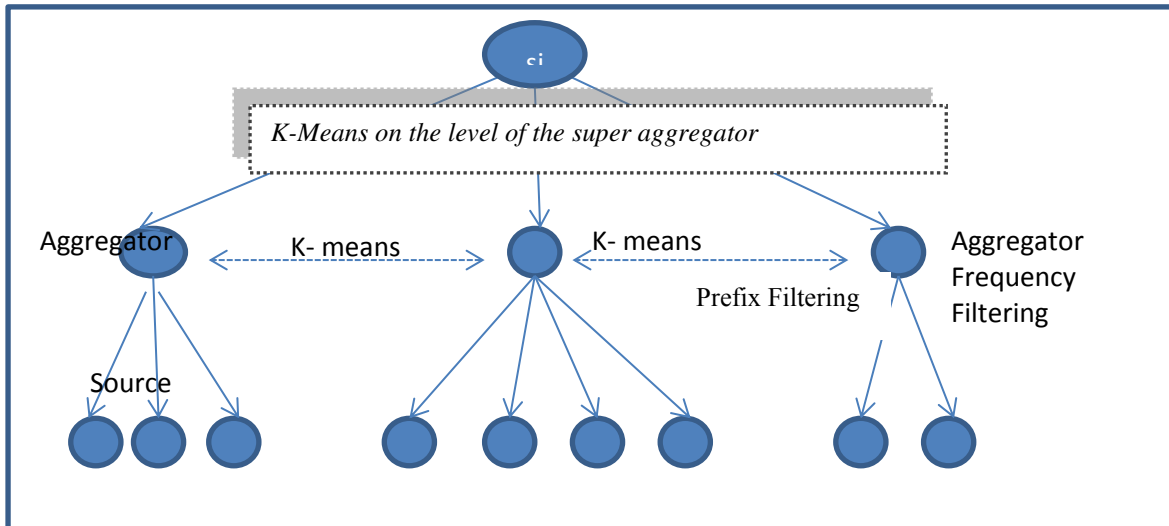 K-Means on the level of the super aggregator
Aggregator
K- means
K- means
Aggregator
Frequency
Filtering
Prefix Filtering
Source